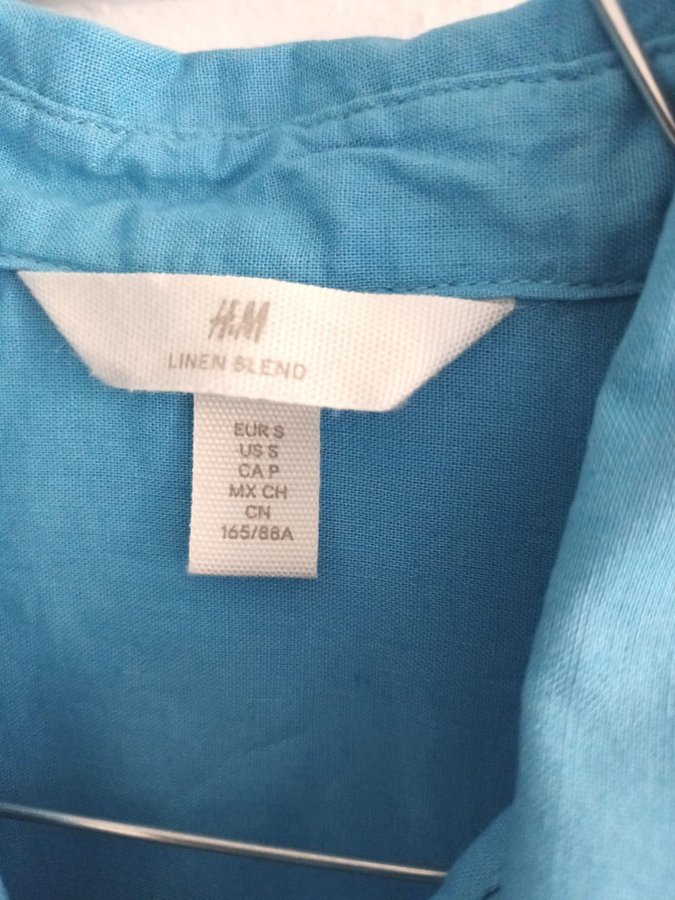 H&M
LINEN BLEND
EUR S
US S
CA P
MX CH
CN
165/88A